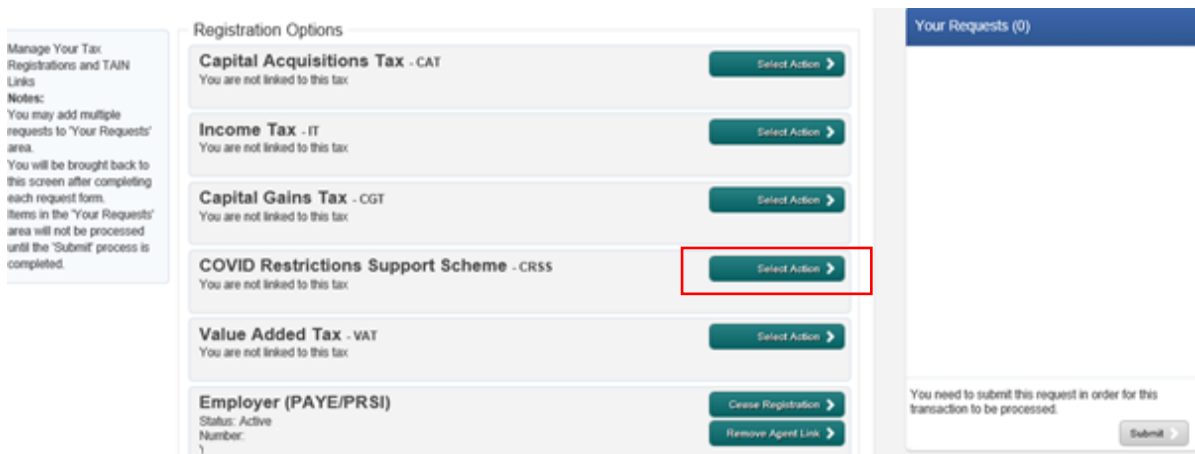 Manage Your Tax
Registrations and TAIN
Links
Notes:
You may add multiple
requests to 'Your Requests'
area.
You will be brought back to
this screen after completing
each request form.
Items in the 'Your Requests'
area will not be processed
until the 'Submit' process is
completed.
Registration Options
Capital Acquisitions Tax - CAT
You are not linked to this tax
Select Action
Income Tax - IT
You are not linked to this tax
Select Action
Capital Gains Tax - CGT
You are not linked to this tax
Select Action
COVID Restrictions Support Scheme - CRSS
You are not linked to this tax
Select Action
Value Added Tax - VAT
You are not linked to this tax
Select Action
Employer (PAYE/PRSI)
Status: Active
Number:
)
Cease Registration
Remove Agent Link
Your Requests (0)
You need to submit this request in order for this
transaction to be processed.
Submit